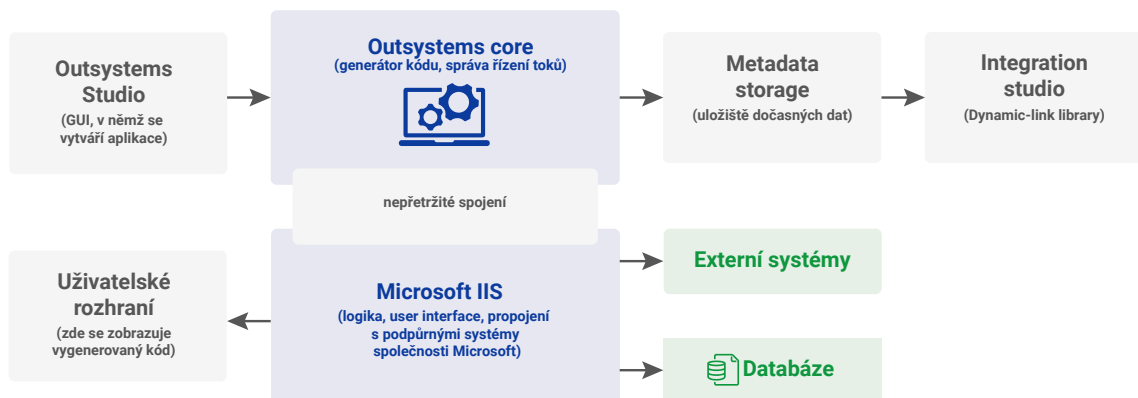 Outsystems
Studio
(GUI, v němž se
vytváří aplikace)
Outsystems core
(generátor kódu, správa řízení toků)
Metadata
storage
(uložiště dočasných dat)
Integration
studio
(Dynamic-link library)
nepřetržité spojení
Uživatelské
rozhraní
(zde se zobrazuje
vygenerovaný kód)
Microsoft IIS
(logika, user interface, propojení
s podpůrnými systémy
společnosti Microsoft)
Externí systémy
Databáze